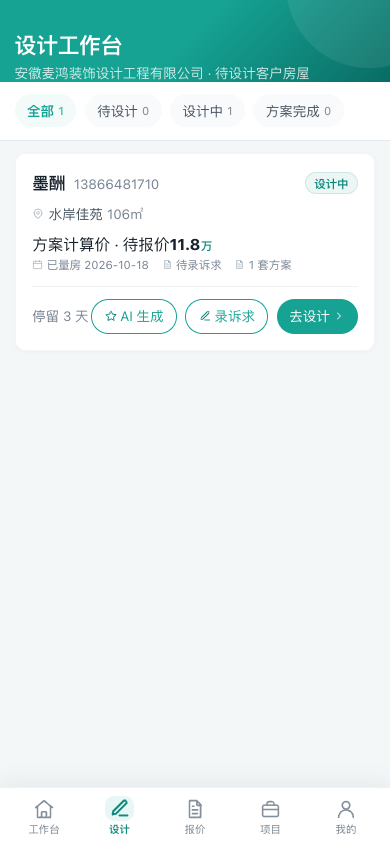 设计工作台
安徽麦鸿装饰设计工程有限公司 · 待设计客户房屋
全部 1 待设计 0 设计中 1 方案完成 0
墨酬 13866481710 设计中
水岸佳苑 106㎡
方案计算价 · 待报价11.8万
已量房 2026-10-18 待录诉求 1 套方案
停留 3 天 AI 生成 录诉求 去设计
工作台 设计 报价 项目 我的